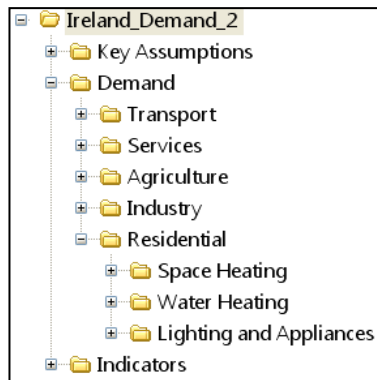 Ireland_Demand_2
Key Assumptions
Demand
Transport
Services
Agriculture
Industry
Residential
Space Heating
Water Heating
Lighting and Appliances
Indicators